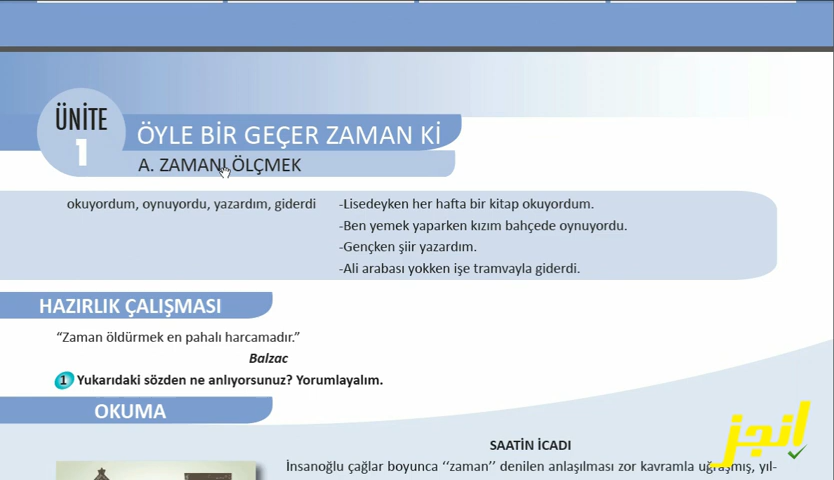 ÜNİTE
1
ÖYLE BİR GEÇER ZAMAN Kİ
A. ZAMANI ÖLÇMEK
okuyordum, oynuyordu, yazardım, giderdi
-Lisedeyken her hafta bir kitap okuyordum.
-Ben yemek yaparken kızım bahçede oynuyordu.
-Gençken şiir yazardım.
-Ali arabası yokken işe tramvayla giderdi.
HAZIRLIK ÇALIŞMASI
“Zaman öldürmek en pahalı harcamadır.”
Balzac
1 Yukarıdaki sözden ne anlıyorsunuz? Yorumlayalım.
OKUMA
SAATİN İCADI
İnsanoğlu çağlar boyunca ‘‘zaman’’ denilen anlaşılması zor kavramla uğraşmış, yıl-
انجز